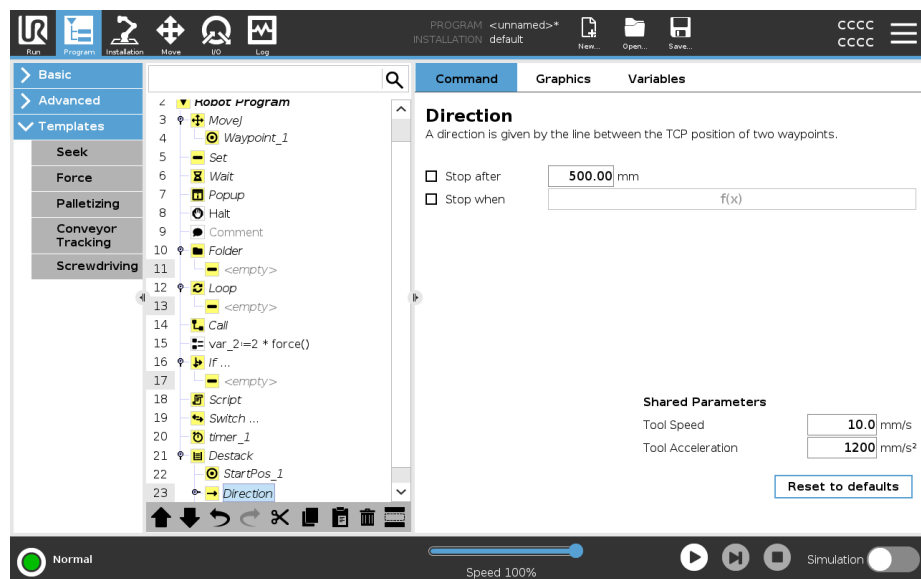 PROGRAM <unnamed>*
INSTALLATION default
CCCC
CCCC
Run Program Installation Move I/O Log New... Open... Save...
Basic
Advanced
Templates
Seek
Force
Palletizing
Conveyor
Tracking
Screwdriving
2 Robot Program
3 MoveJ
4 Waypoint_1
5 Set
6 Wait
7 Popup
8 Halt
9 Comment
10 Folder
11 <empty>
12 Loop
13 <empty>
14 Call
15 var_2:=2 * force()
16 If ...
17 <empty>
18 Script
19 Switch ...
20 timer_1
21 Destack
22 StartPos_1
23 Direction
Command Graphics Variables
Direction
A direction is given by the line between the TCP position of two waypoints.
Stop after 500.00 mm
Stop when f(x)
Shared Parameters
Tool Speed 10.0 mm/s
Tool Acceleration 1200 mm/s²
Reset to defaults
Normal
Speed 100%
Simulation